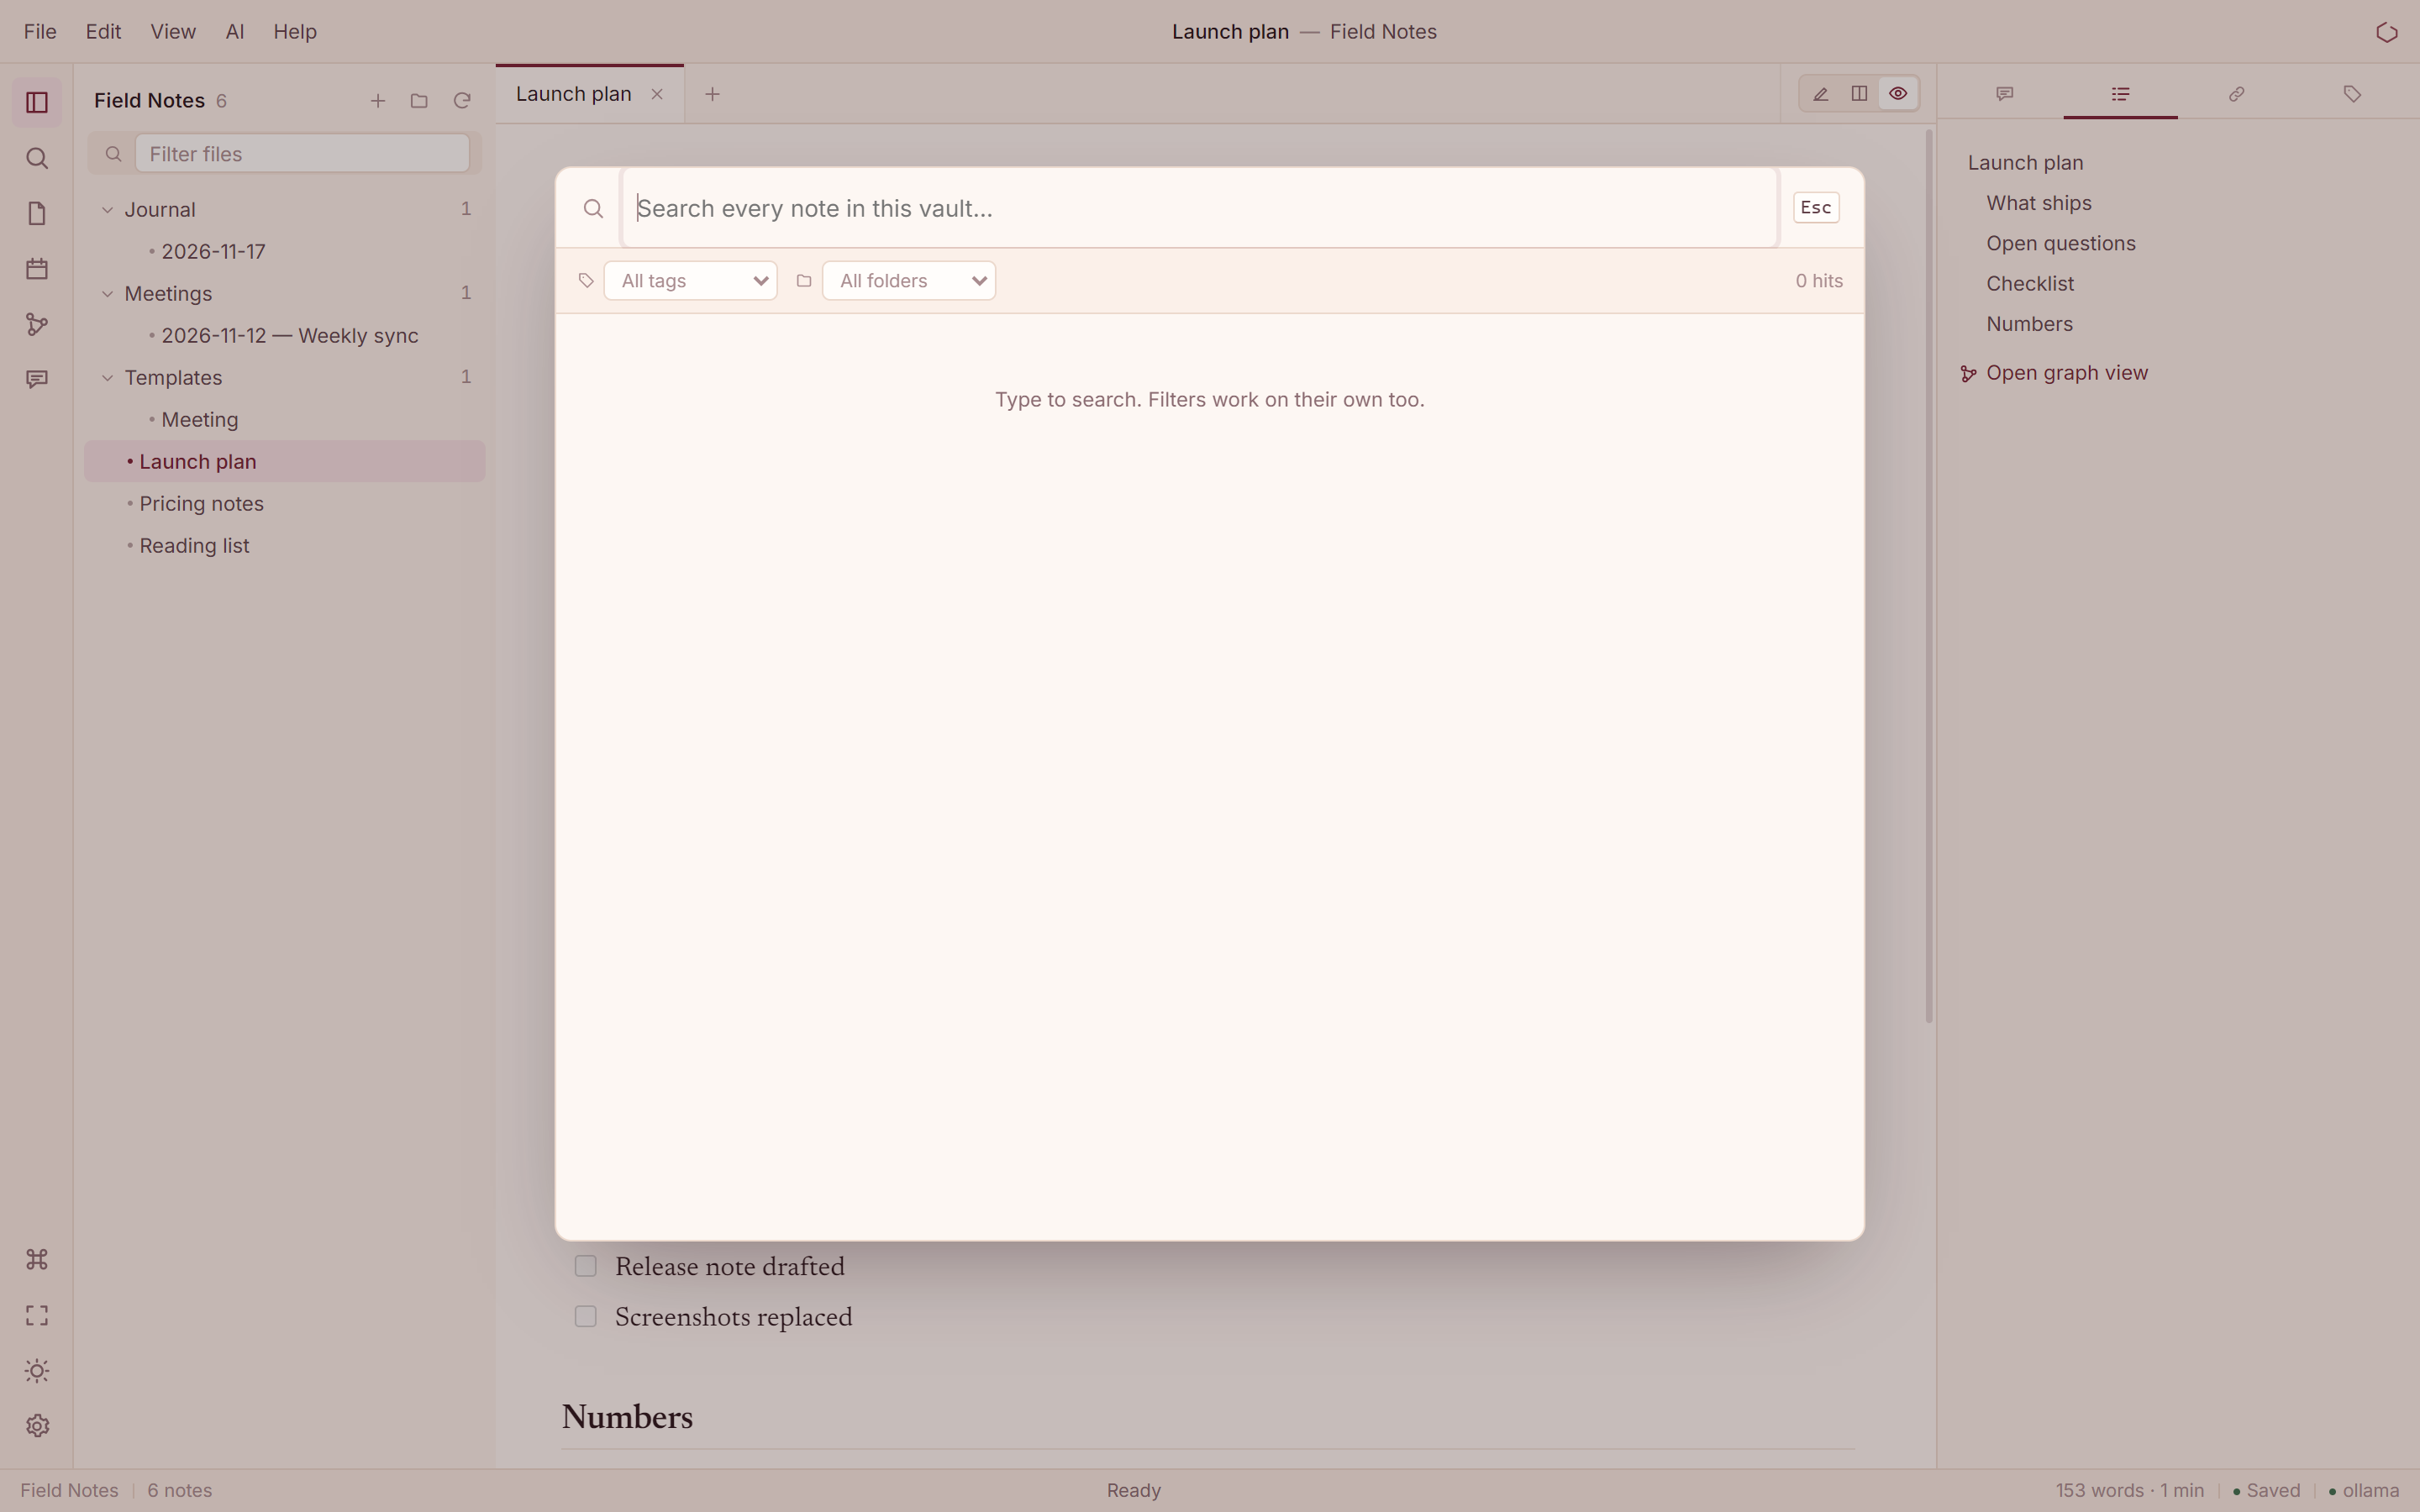 File Edit View AI Help
Launch plan — Field Notes
Field Notes 6
Filter files
Journal 1
2026-11-17
Meetings 1
2026-11-12 — Weekly sync
Templates 1
Meeting
Launch plan
Pricing notes
Reading list
Launch plan
Search every note in this vault...
Esc
All tags
All folders
0 hits
Type to search. Filters work on their own too.
Release note drafted
Screenshots replaced
Numbers
Launch plan
What ships
Open questions
Checklist
Numbers
Open graph view
Field Notes
6 notes
Ready
153 words · 1 min
Saved
ollama